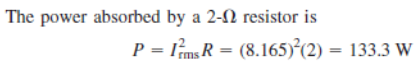 The power absorbed by a 2-Ω resistor is
P = I²rms R = (8.165)²(2) = 133.3 W